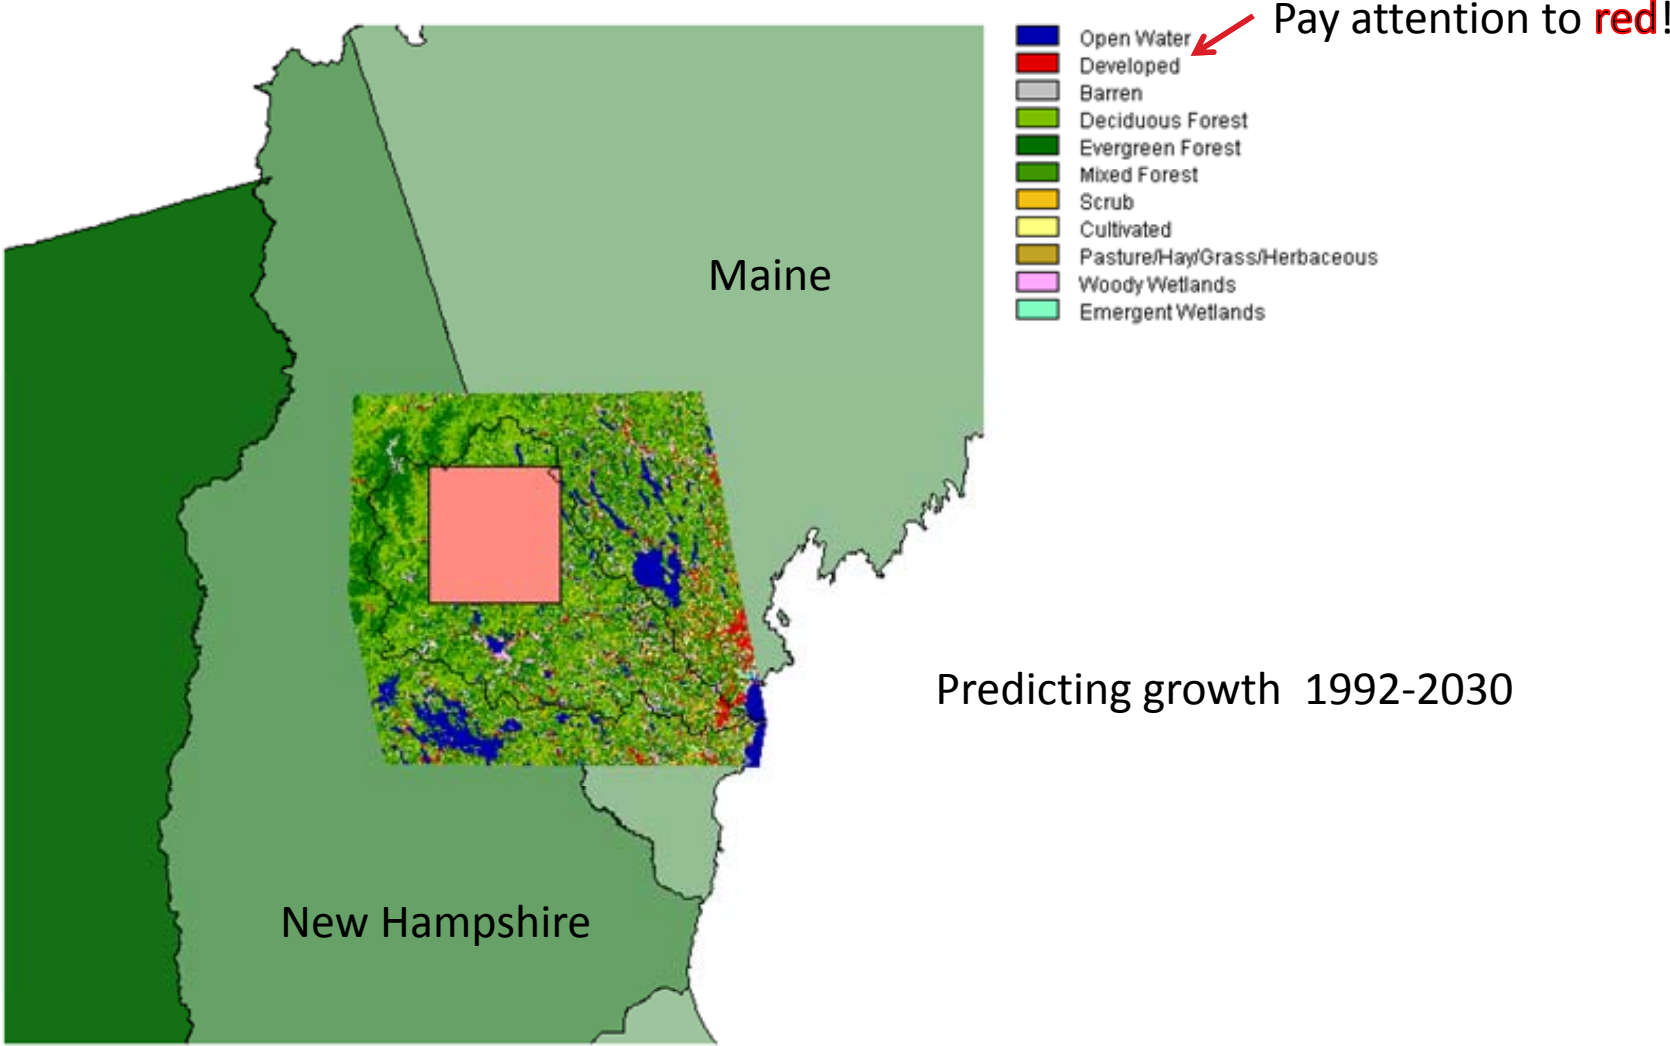 Pay attention to red!
Open Water
Developed
Barren
Deciduous Forest
Evergreen Forest
Mixed Forest
Scrub
Cultivated
Pasture/Hay/Grass/Herbaceous
Woody Wetlands
Emergent Wetlands
Maine
Predicting growth 1992-2030
New Hampshire